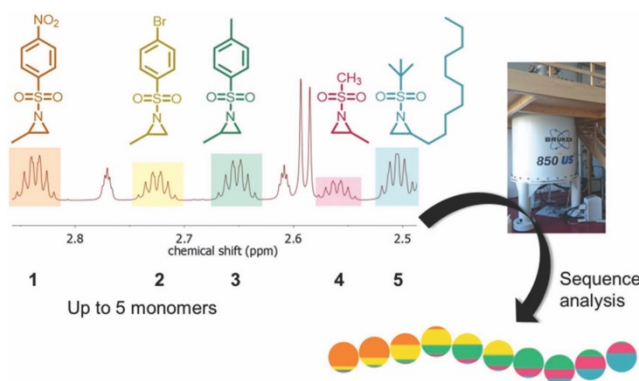 NO₂
O=S=O
N
Br
O=S=O
N
O=S=O
N
CH₃
O=S=O
N
O=S=O
N
BRUKER
850 US
2.8
2.7
2.6
2.5
chemical shift (ppm)
1
2
3
4
5
Up to 5 monomers
Sequence
analysis